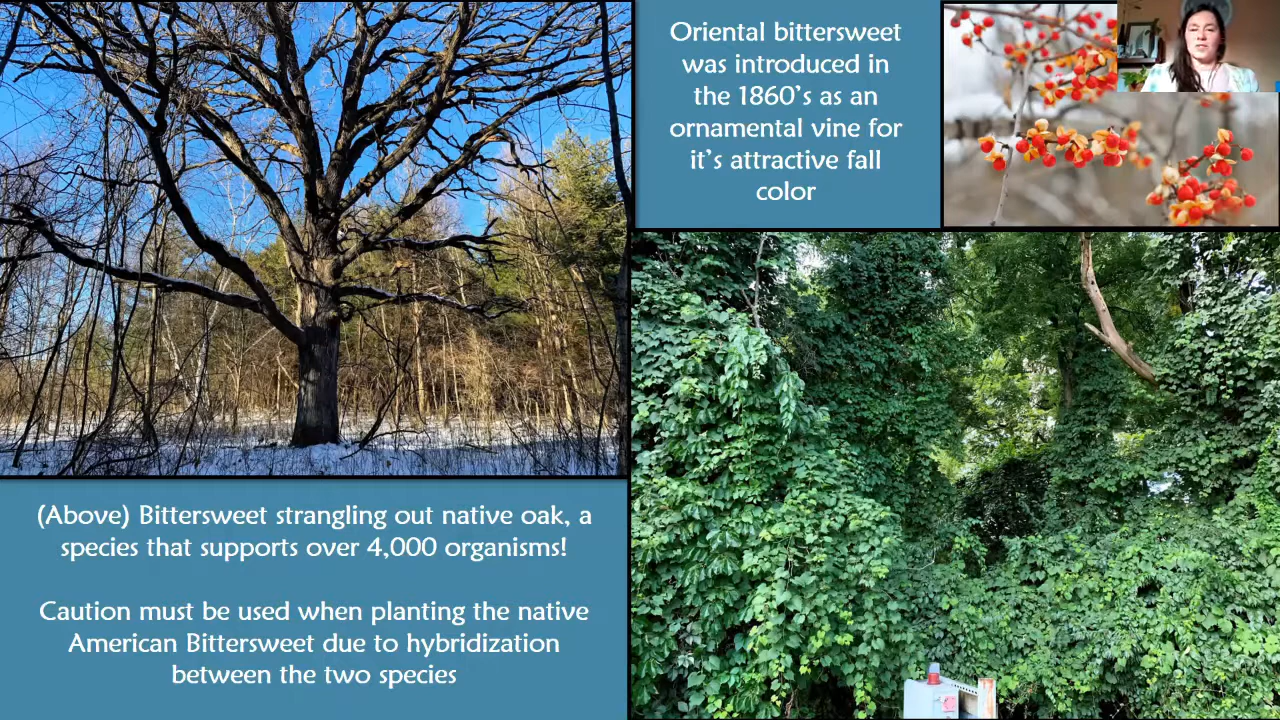 Oriental bittersweet
was introduced in
the 1860's as an
ornamental vine for
it's attractive fall
color
(Above) Bittersweet strangling out native oak, a
species that supports over 4,000 organisms!
Caution must be used when planting the native
American Bittersweet due to hybridization
between the two species